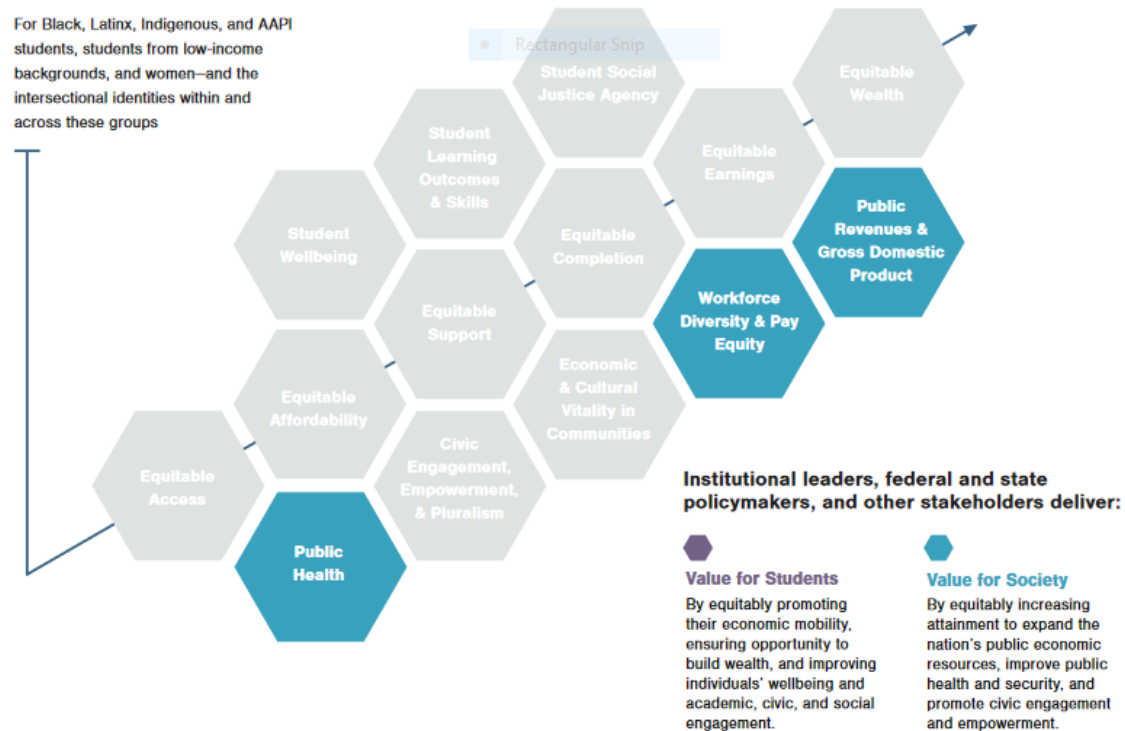 For Black, Latinx, Indigenous, and AAPI
students, students from low-income
backgrounds, and women—and the
intersectional identities within and
across these groups
Rectangular Snip
Student Social
Justice Agency
Equitable
Wealth
Student
Learning
Outcomes
& Skills
Equitable
Earnings
Public
Revenues &
Gross Domestic
Product
Student
Wellbeing
Equitable
Completion
Workforce
Diversity & Pay
Equity
Equitable
Support
Economic
& Cultural
Vitality in
Communities
Equitable
Affordability
Civic
Engagement,
Empowerment,
& Pluralism
Equitable
Access
Public
Health
Institutional leaders, federal and state
policymakers, and other stakeholders deliver:
Value for Students
By equitably promoting
their economic mobility,
ensuring opportunity to
build wealth, and improving
individuals' wellbeing and
academic, civic, and social
engagement.
Value for Society
By equitably increasing
attainment to expand the
nation's public economic
resources, improve public
health and security, and
promote civic engagement
and empowerment.